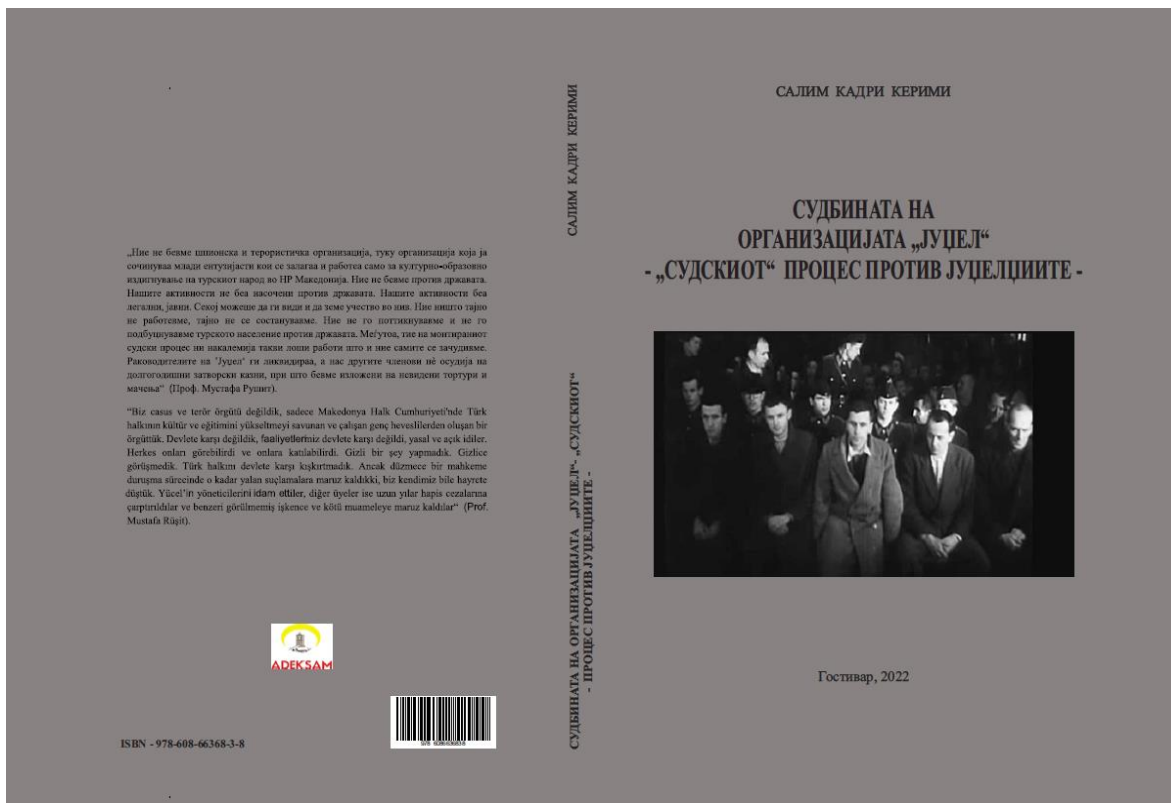 „Ние не бевме шпионска и терористичка организација, туку организација која ја
сочинуваа млади ентузијасти кои се залагаа и работеа само за културно-образовно
издигнување на турскиот народ во НР Македонија. Ние не бевме против државата.
Нашите активности не беа насочени против државата. Нашите активности беа
легални, јавни. Секој можеше да ги види и да земе учество во нив. Ние ништо тајно
не работевме, тајно не се состанувавме. Ние не го поттикнувавме и не го
подбуцнувавме турското население против државата. Меѓутоа, тие на монтираниот
судски процес ни накалемија такви лоши работи што и ние самите се зачудивме.
Раководителите на 'Јуџел' ги ликвидираа, а нас другите членови нѐ осудија на
долгогодишни затворски казни, при што бевме изложени на невидени тортури и
мачења“ (Проф. Мустафа Рушит).
“Biz casus ve terör örgütü değildik, sadece Makedonya Halk Cumhuriyeti'nde Türk
halkının kültür ve eğitimini yükseltmeyi savunan ve çalışan genç heveslilerden oluşan bir
örgüttük. Devlete karşı değildik, faaliyetlerimiz devlete karşı değildi, yasal ve açık idiler.
Herkes onları görebilirdi ve onlara katılabilirdi. Gizli bir şey yapmadık. Gizlice
görüşmedik. Türk halkını devlete karşı kışkırtmadık. Ancak düzmece bir mahkeme
duruşma sürecinde o kadar yalan suçlamalara maruz kaldıkki, biz kendimiz bile hayrete
düştük. Yücel'in yöneticilerini idam ettiler, diğer üyeler ise uzun yılar hapis cezalarına
çarptırıldılar ve benzeri görülmemiş işkence ve kötü muameleye maruz kaldılar“ (Prof.
Mustafa Rüşit).
ADEKSAM
ISBN - 978-608-66368-3-8
САЛИМ КАДРИ КЕРИМИ
СУДБИНАТА НА ОРГАНИЗАЦИЈАТА „ЈУЏЕЛ“- „СУДСКИОТ“
- ПРОЦЕС ПРОТИВ ЈУЏЕЛЏИИТЕ -
САЛИМ КАДРИ КЕРИМИ
СУДБИНАТА НА
ОРГАНИЗАЦИЈАТА „ЈУЏЕЛ“
- „СУДСКИОТ“ ПРОЦЕС ПРОТИВ ЈУЏЕЛЏИИТЕ -
Гостивар, 2022